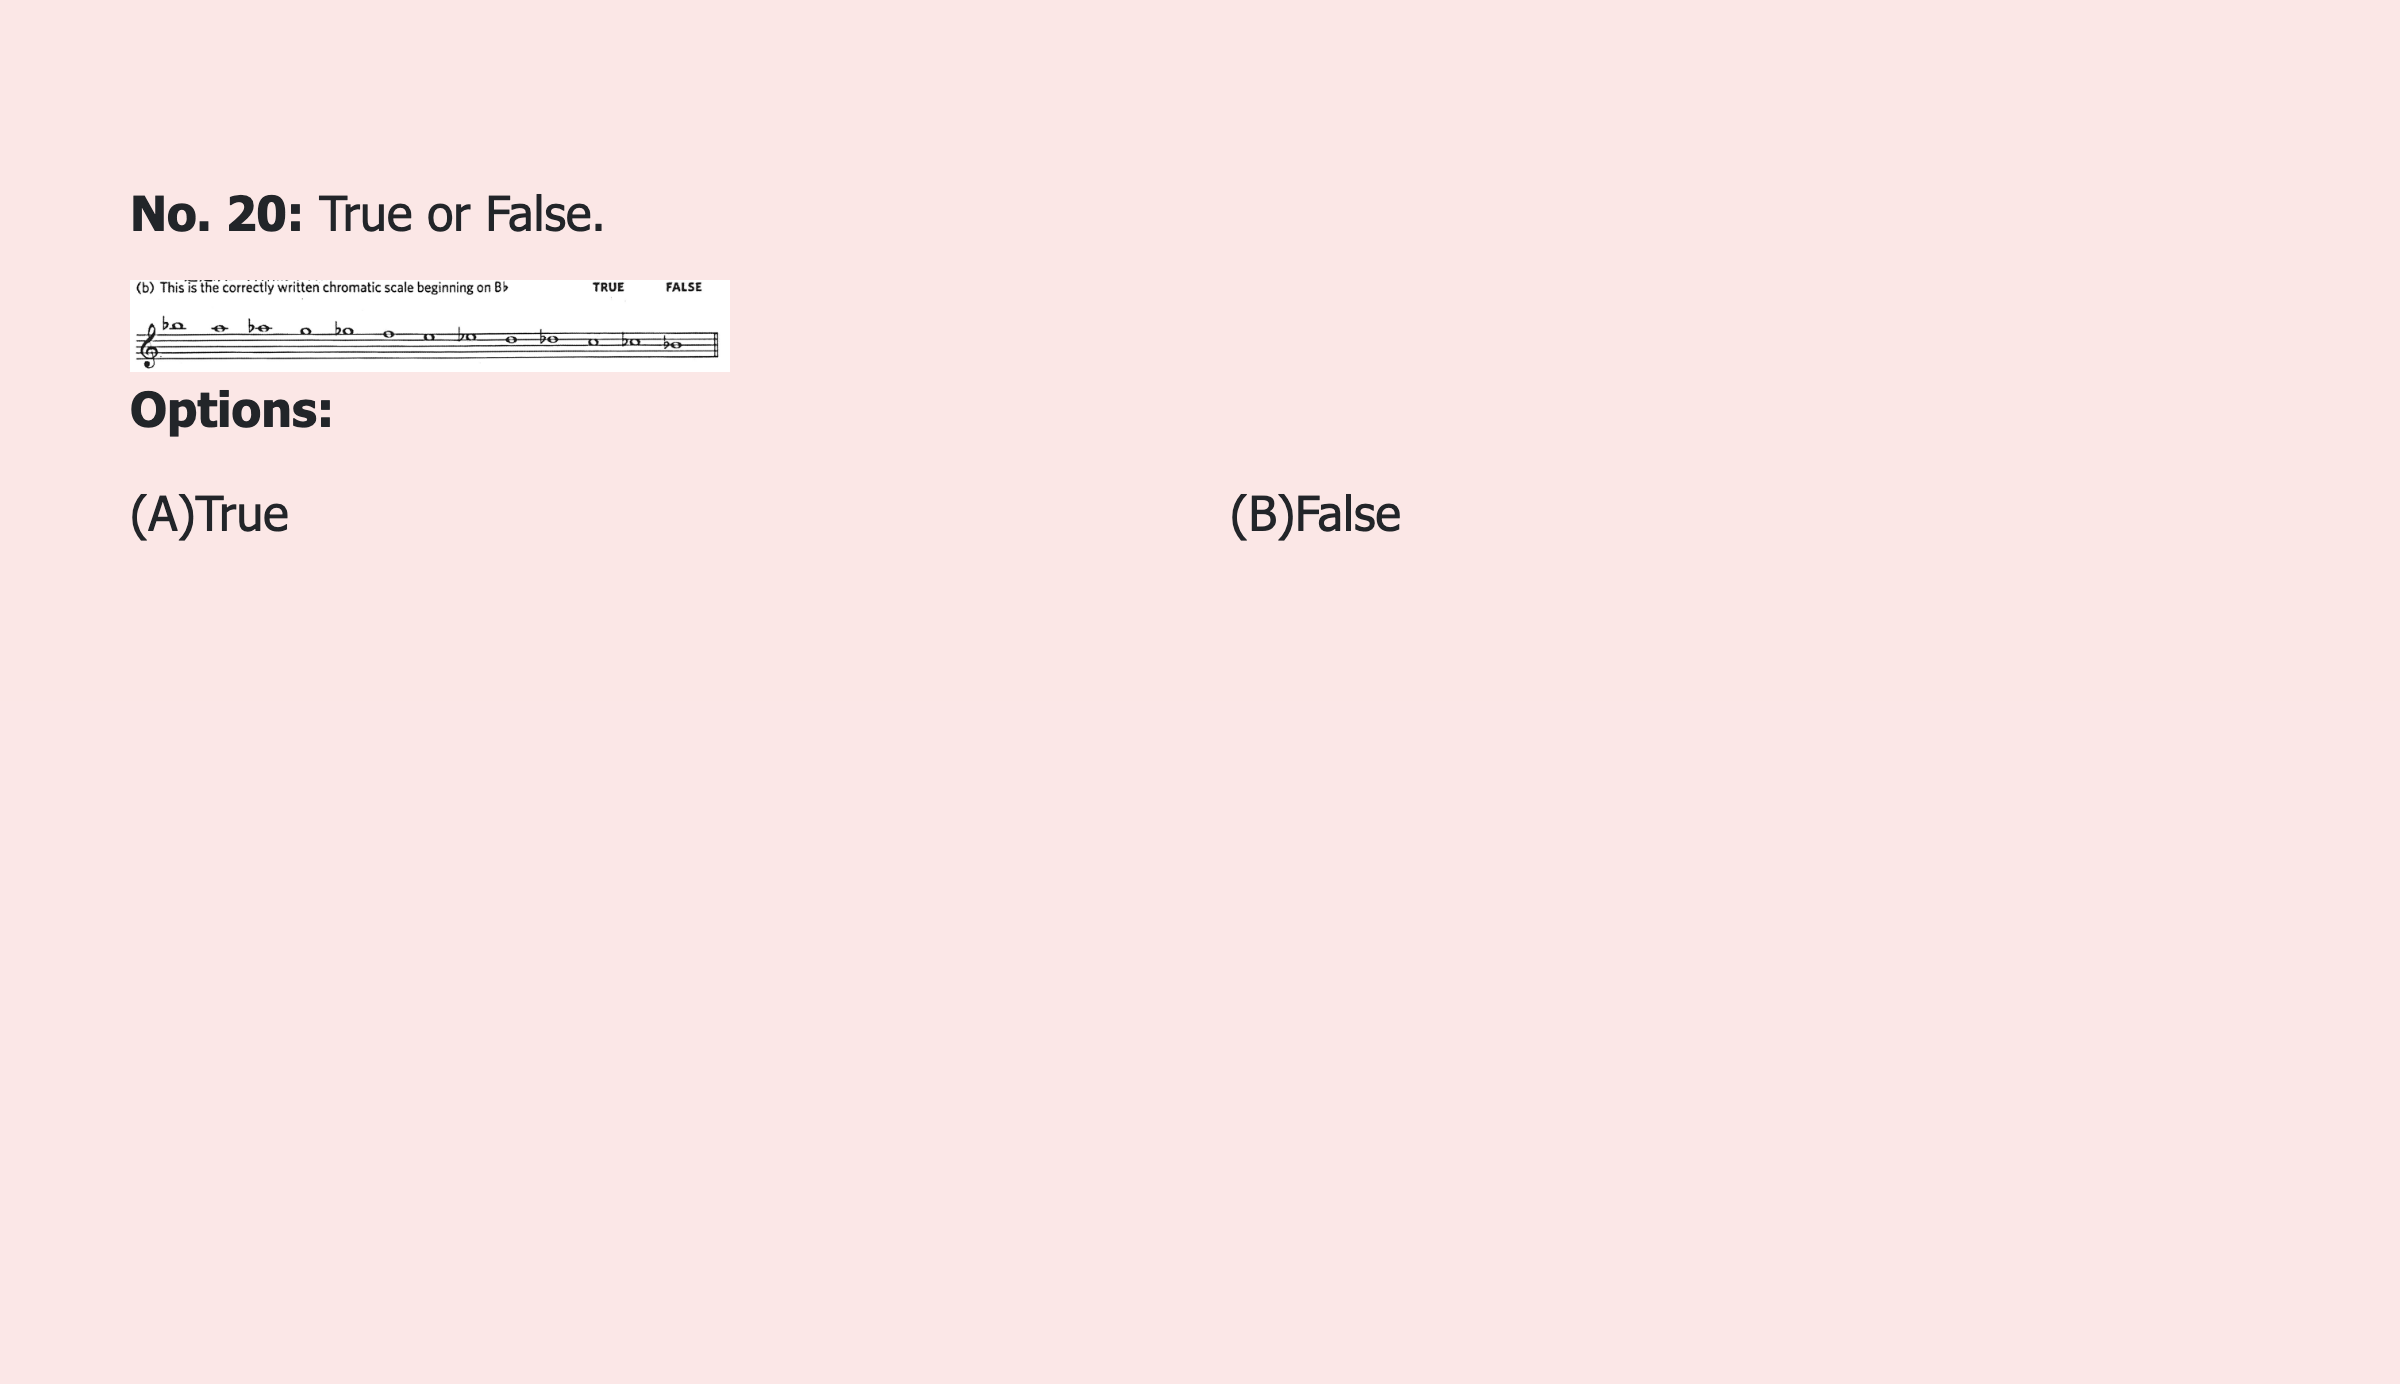 No. 20: True or False.
(b) This is the correctly written chromatic scale beginning on B♭ TRUE FALSE
Options:
(A)True (B)False